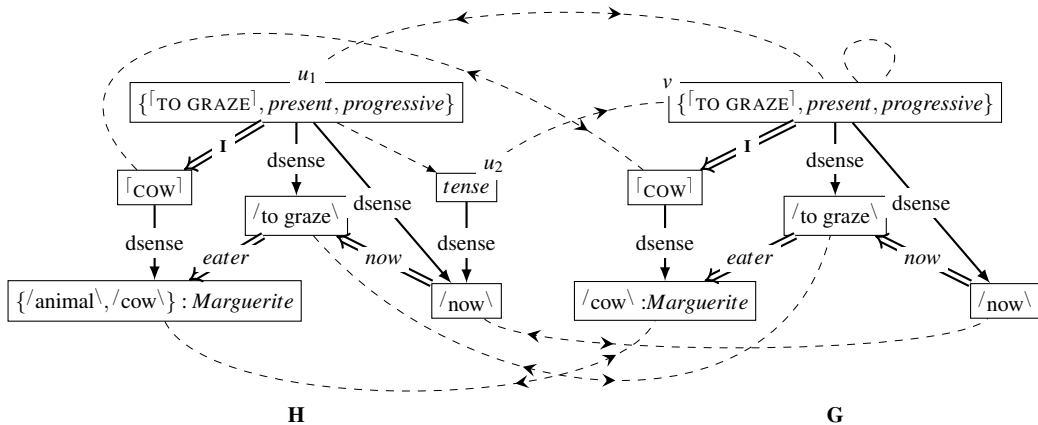 u₁ v
{⌈TO GRAZE⌉, present, progressive} {⌈TO GRAZE⌉, present, progressive}
I I
dsense u₂ dsense
⌈COW⌉ tense ⌈COW⌉
dsense dsense
/to graze\ /to graze\
dsense dsense dsense
eater now eater now
{/animal\, /cow\} : Marguerite /now\ /cow\ :Marguerite /now\
H G